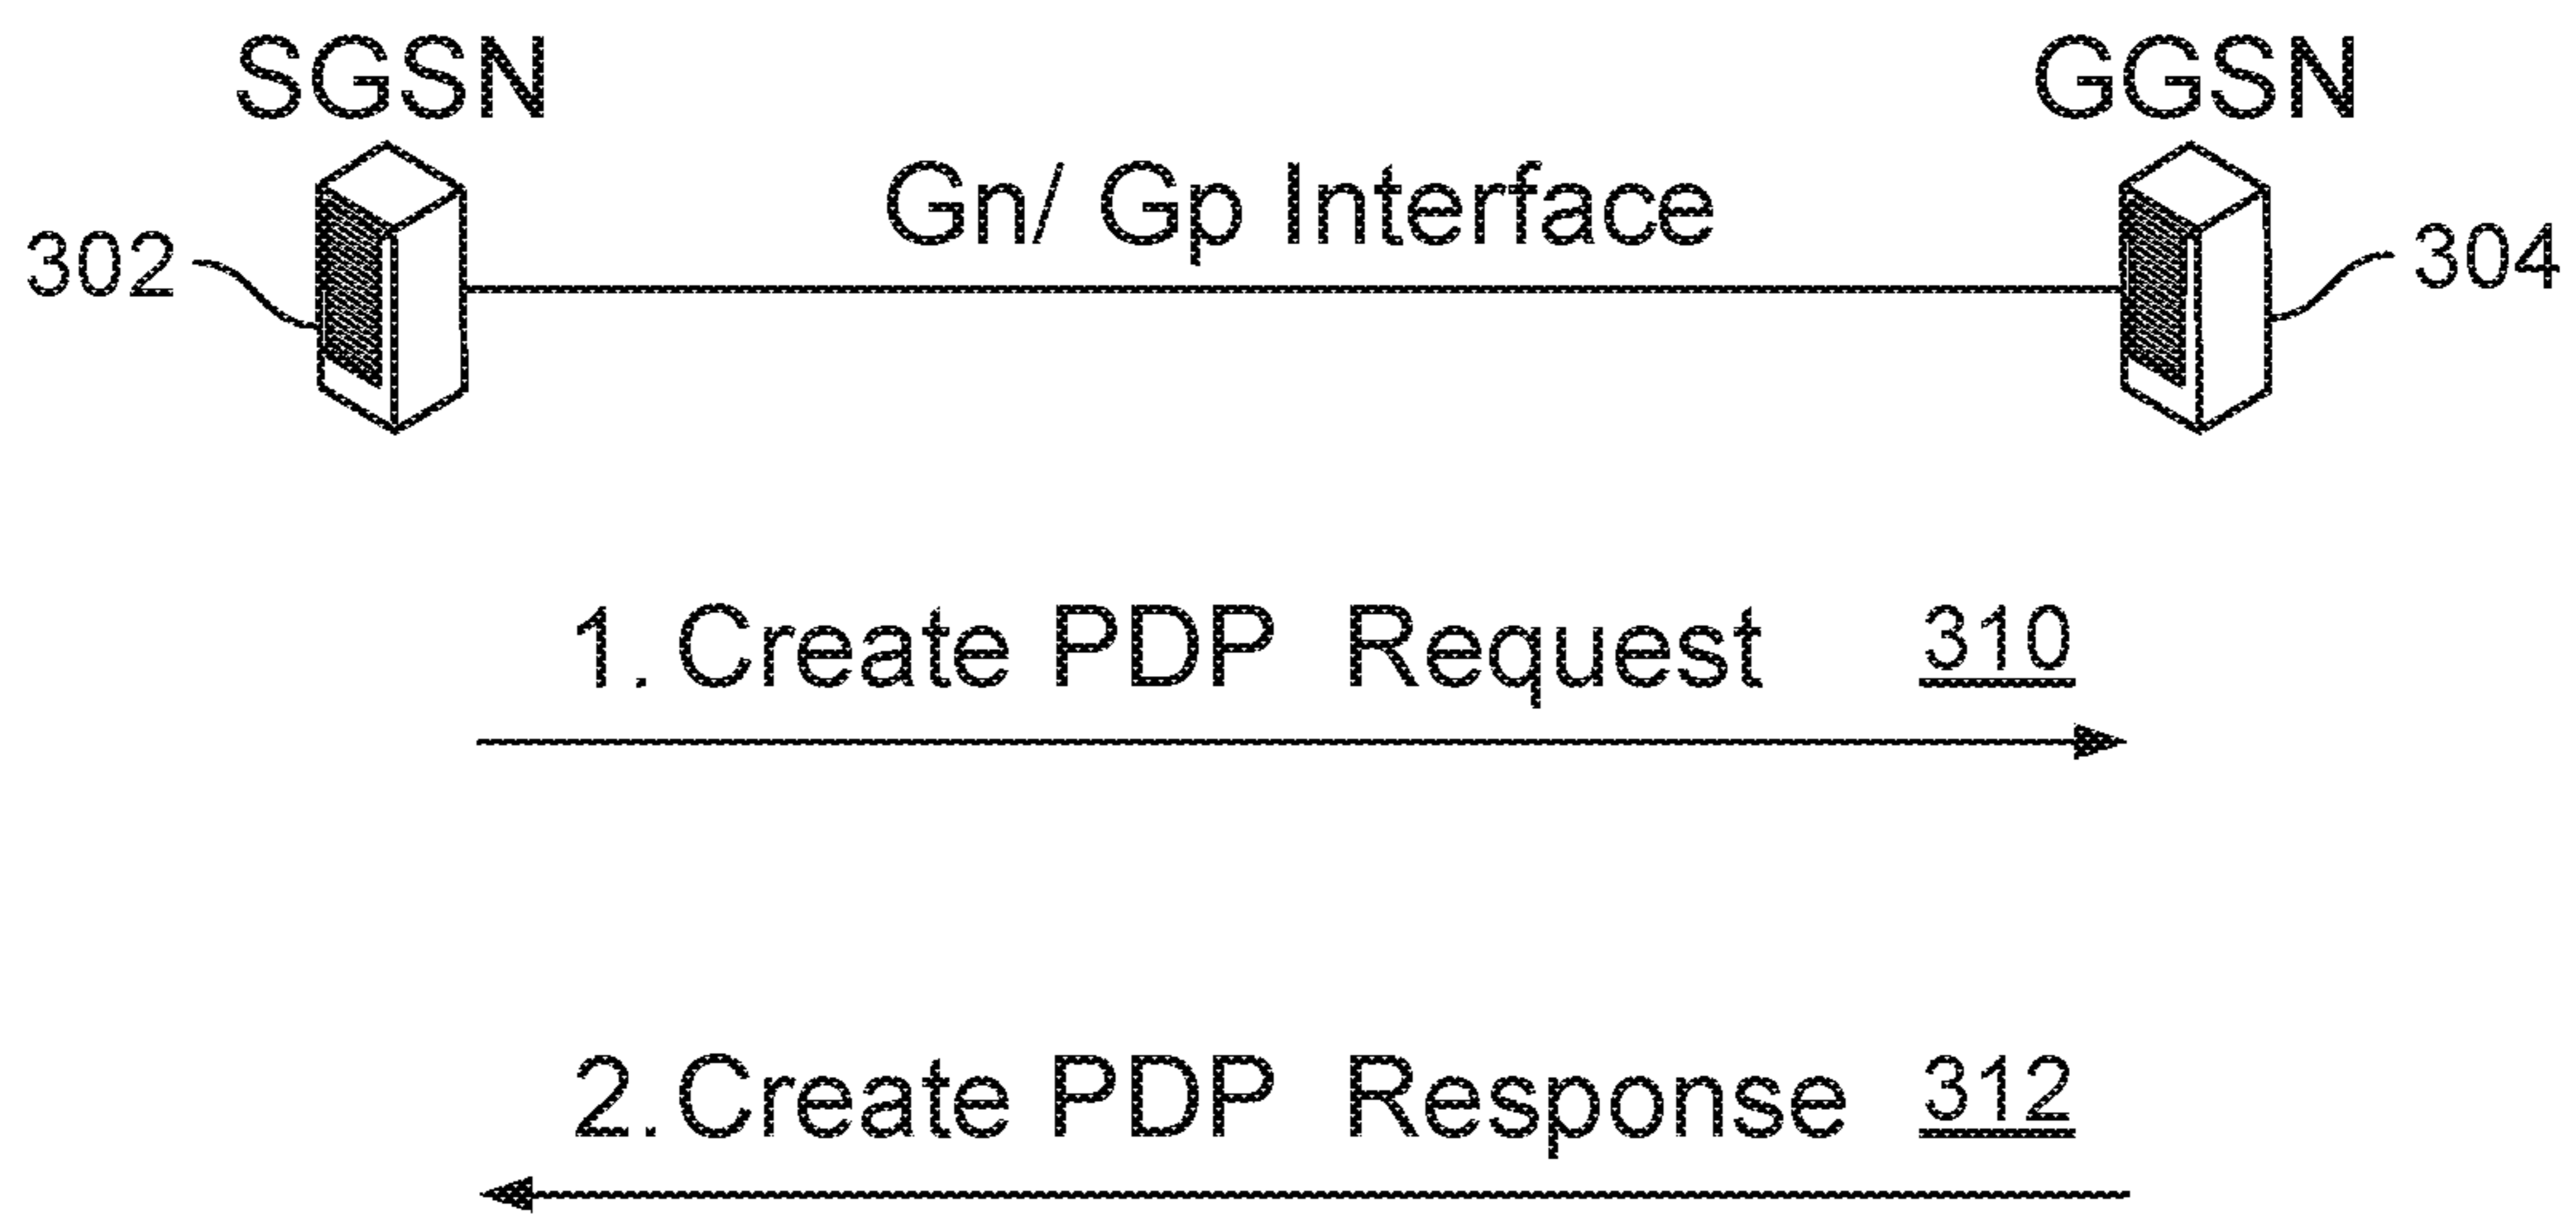 SGSN
GGSN
Gn/ Gp Interface
302
304
1. Create PDP Request 310
2. Create PDP Response 312